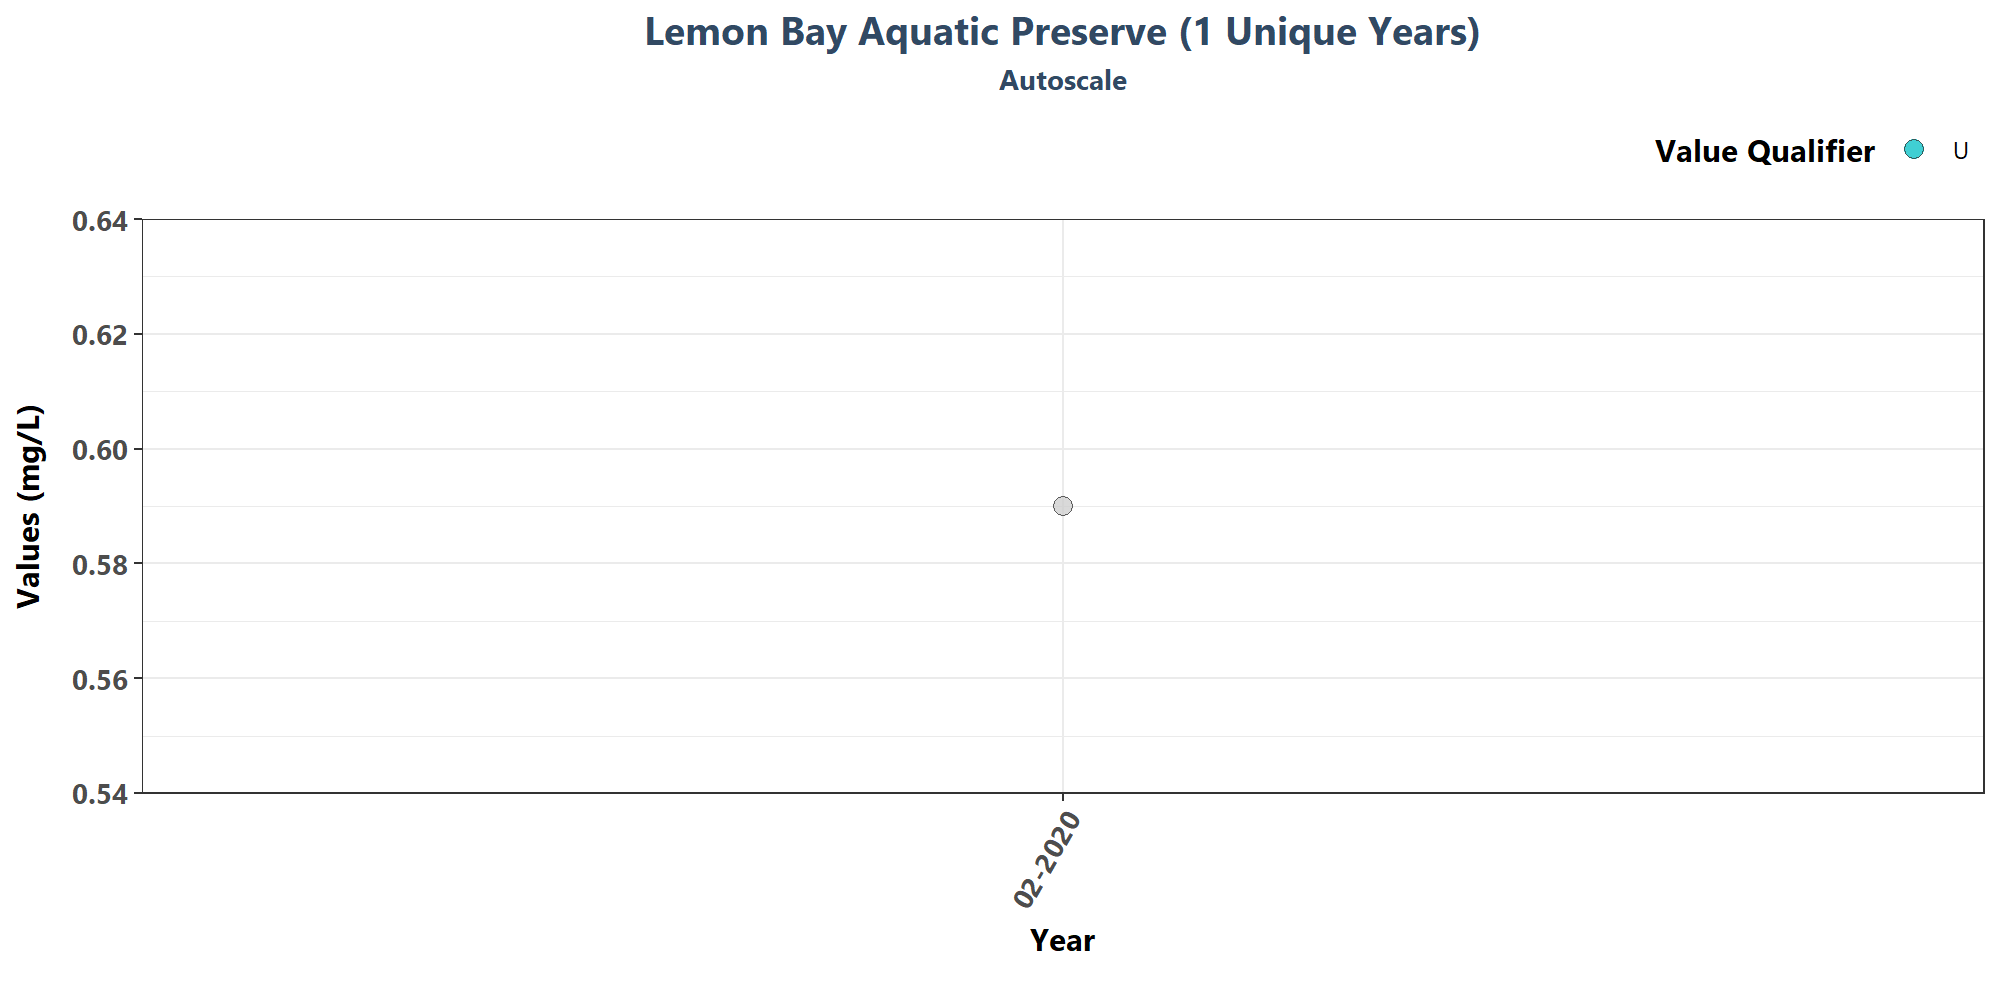 Lemon Bay Aquatic Preserve (1 Unique Years)
Autoscale
Value Qualifier U
0.64
0.62
0.60
0.58
0.56
0.54
Values (mg/L)
02-2020
Year